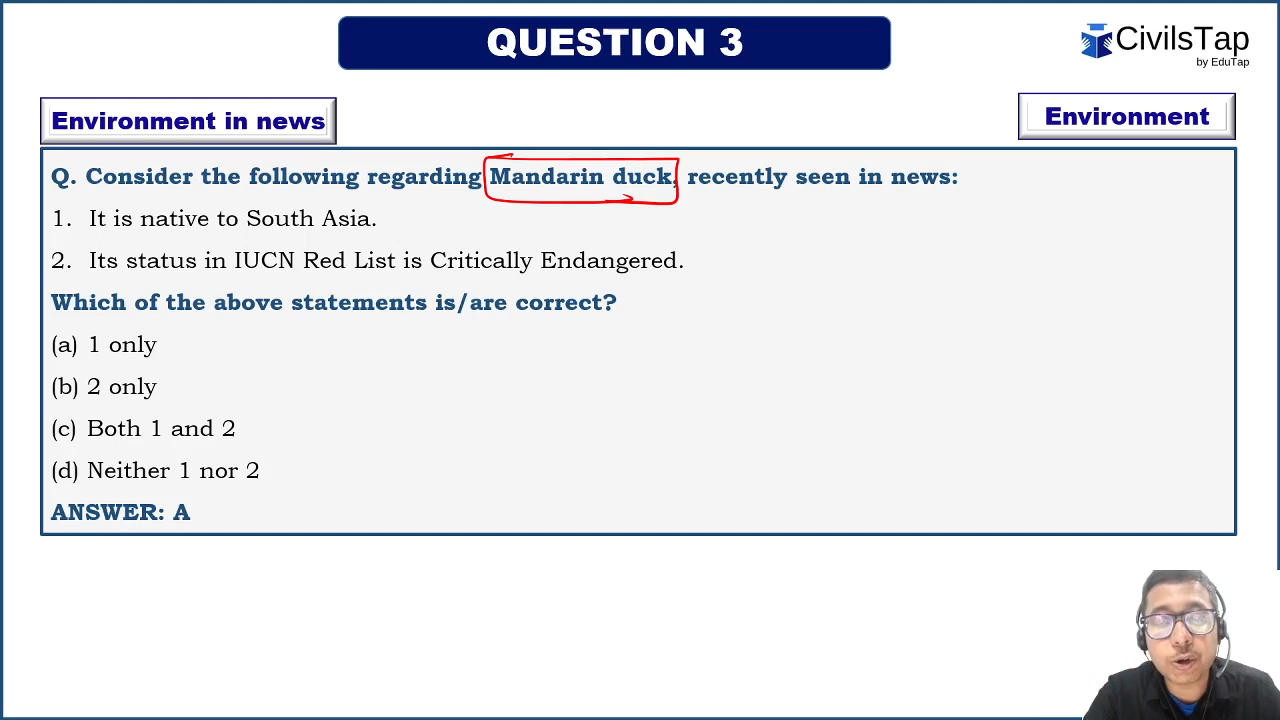 QUESTION 3
CivilsTap
by EduTap
Environment in news
Environment
Q. Consider the following regarding Mandarin duck, recently seen in news:
1. It is native to South Asia.
2. Its status in IUCN Red List is Critically Endangered.
Which of the above statements is/are correct?
(a) 1 only
(b) 2 only
(c) Both 1 and 2
(d) Neither 1 nor 2
ANSWER: A